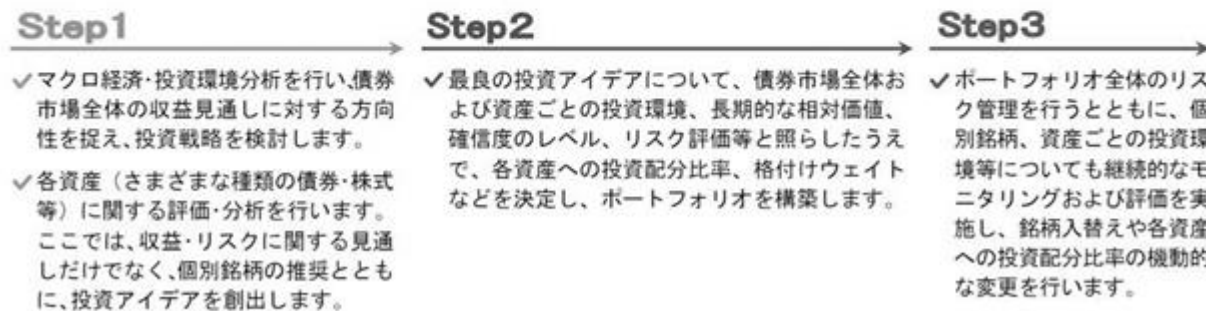 Step1
✓マクロ経済・投資環境分析を行い、債券
市場全体の収益見通しに対する方向
性を捉え、投資戦略を検討します。
✓各資産（さまざまな種類の債券・株式
等）に関する評価・分析を行います。
ここでは、収益・リスクに関する見通
しだけでなく、個別銘柄の推奨ととも
に、投資アイデアを創出します。
Step2
✓最良の投資アイデアについて、債券市場全体お
よび資産ごとの投資環境、長期的な相対価値、
確信度のレベル、リスク評価等と照らしたうえ
で、各資産への投資配分比率、格付けウェイト
などを決定し、ポートフォリオを構築します。
Step3
✓ポートフォリオ全体のリス
ク管理を行うとともに、個
別銘柄、資産ごとの投資環
境等についても継続的なモ
ニタリングおよび評価を実
施し、銘柄入替えや各資産
への投資配分比率の機動的
な変更を行います。